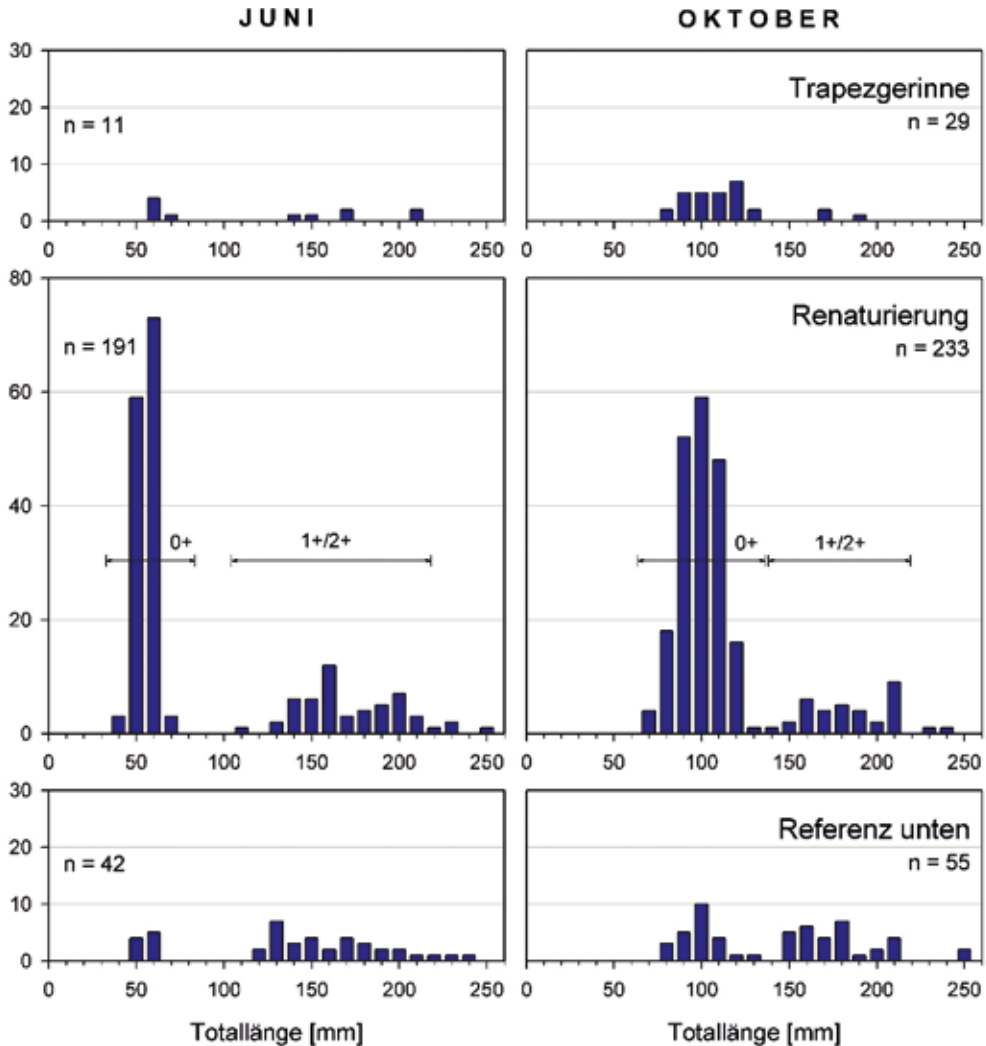 JUNI
OKTOBER
30
20
10
0
n = 11
0 50 100 150 200 250
Trapezgerinne
n = 29
0 50 100 150 200 250
80
60
40
20
0
n = 191
0+
1+/2+
0 50 100 150 200 250
Renaturierung
n = 233
0+
1+/2+
0 50 100 150 200 250
30
20
10
0
n = 42
0 50 100 150 200 250
Totallänge [mm]
Referenz unten
n = 55
0 50 100 150 200 250
Totallänge [mm]